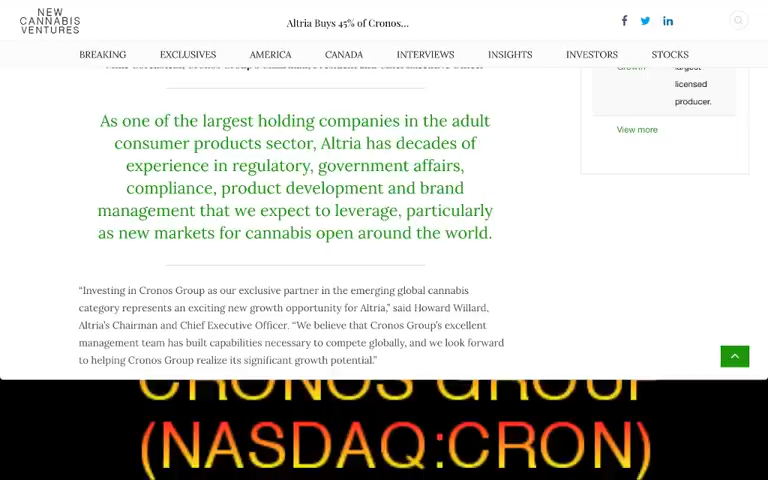 NEW
CANNABIS
VENTURES
Altria Buys 45% of Cronos...
BREAKING EXCLUSIVES AMERICA CANADA INTERVIEWS INSIGHTS INVESTORS STOCKS
Growth largest
licensed
producer.
View more
As one of the largest holding companies in the adult
consumer products sector, Altria has decades of
experience in regulatory, government affairs,
compliance, product development and brand
management that we expect to leverage, particularly
as new markets for cannabis open around the world.
“Investing in Cronos Group as our exclusive partner in the emerging global cannabis
category represents an exciting new growth opportunity for Altria,” said Howard Willard,
Altria’s Chairman and Chief Executive Officer. “We believe that Cronos Group’s excellent
management team has built capabilities necessary to compete globally, and we look forward
to helping Cronos Group realize its significant growth potential.”
CRONOS GROUP
(NASDAQ:CRON)